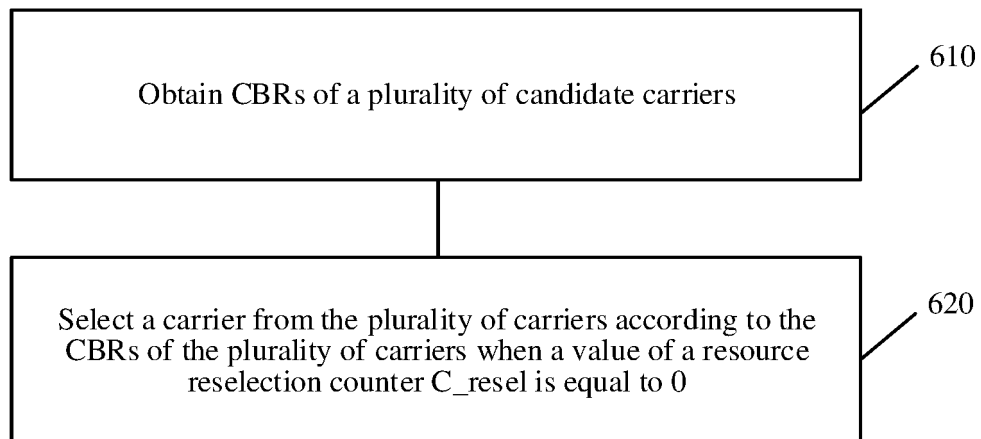 Obtain CBRs of a plurality of candidate carriers
610
Select a carrier from the plurality of carriers according to the
CBRs of the plurality of carriers when a value of a resource
reselection counter C_resel is equal to 0
620